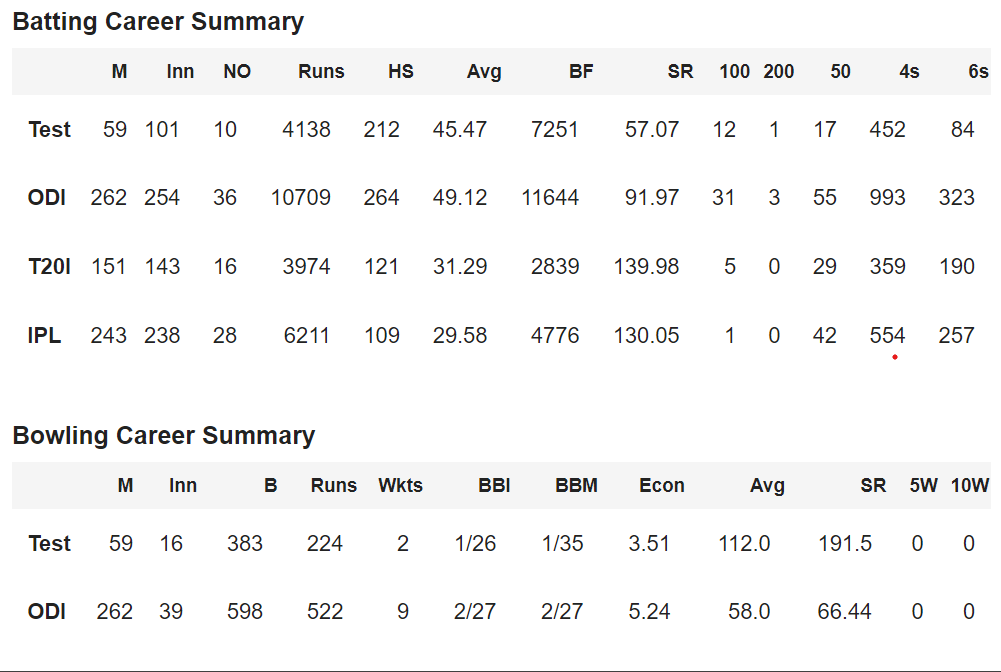 Batting Career Summary
M Inn NO Runs HS Avg BF SR 100 200 50 4s 6s
Test 59 101 10 4138 212 45.47 7251 57.07 12 1 17 452 84
ODI 262 254 36 10709 264 49.12 11644 91.97 31 3 55 993 323
T20I 151 143 16 3974 121 31.29 2839 139.98 5 0 29 359 190
IPL 243 238 28 6211 109 29.58 4776 130.05 1 0 42 554 257
Bowling Career Summary
M Inn B Runs Wkts BBI BBM Econ Avg SR 5W 10W
Test 59 16 383 224 2 1/26 1/35 3.51 112.0 191.5 0 0
ODI 262 39 598 522 9 2/27 2/27 5.24 58.0 66.44 0 0